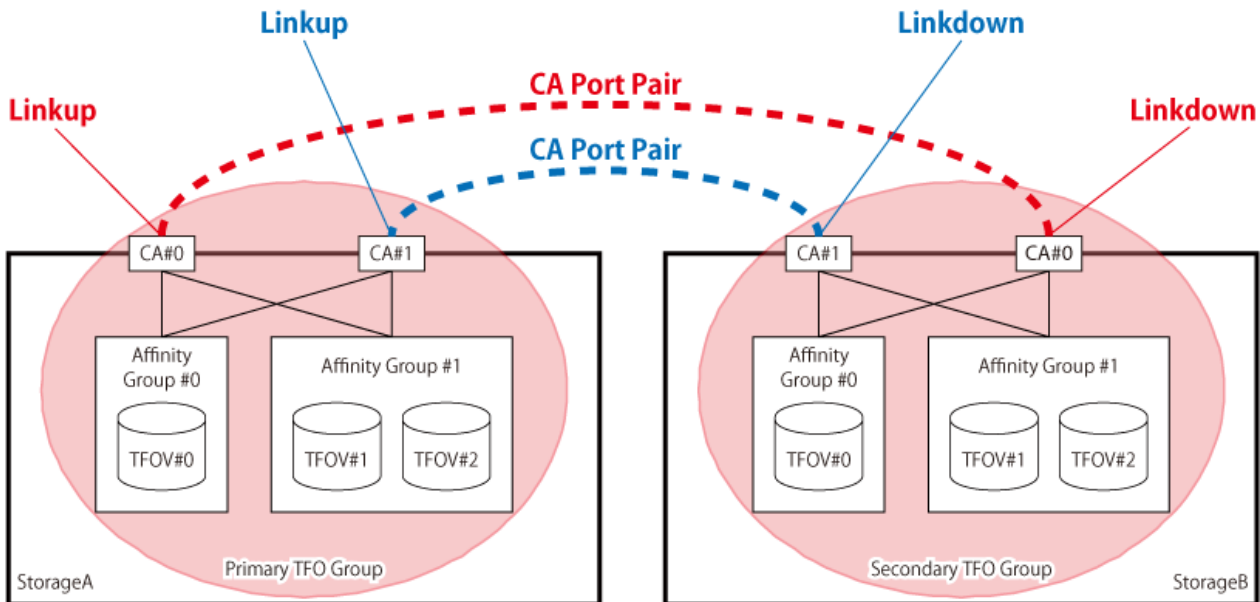 Linkup
Linkdown
CA Port Pair
Linkup
Linkdown
CA Port Pair
CA#0
CA#1
CA#1
CA#0
Affinity
Group #0
Affinity Group #1
TFOV#0
TFOV#1
TFOV#2
Affinity
Group #0
Affinity Group #1
TFOV#0
TFOV#1
TFOV#2
Primary TFO Group
StorageA
Secondary TFO Group
StorageB